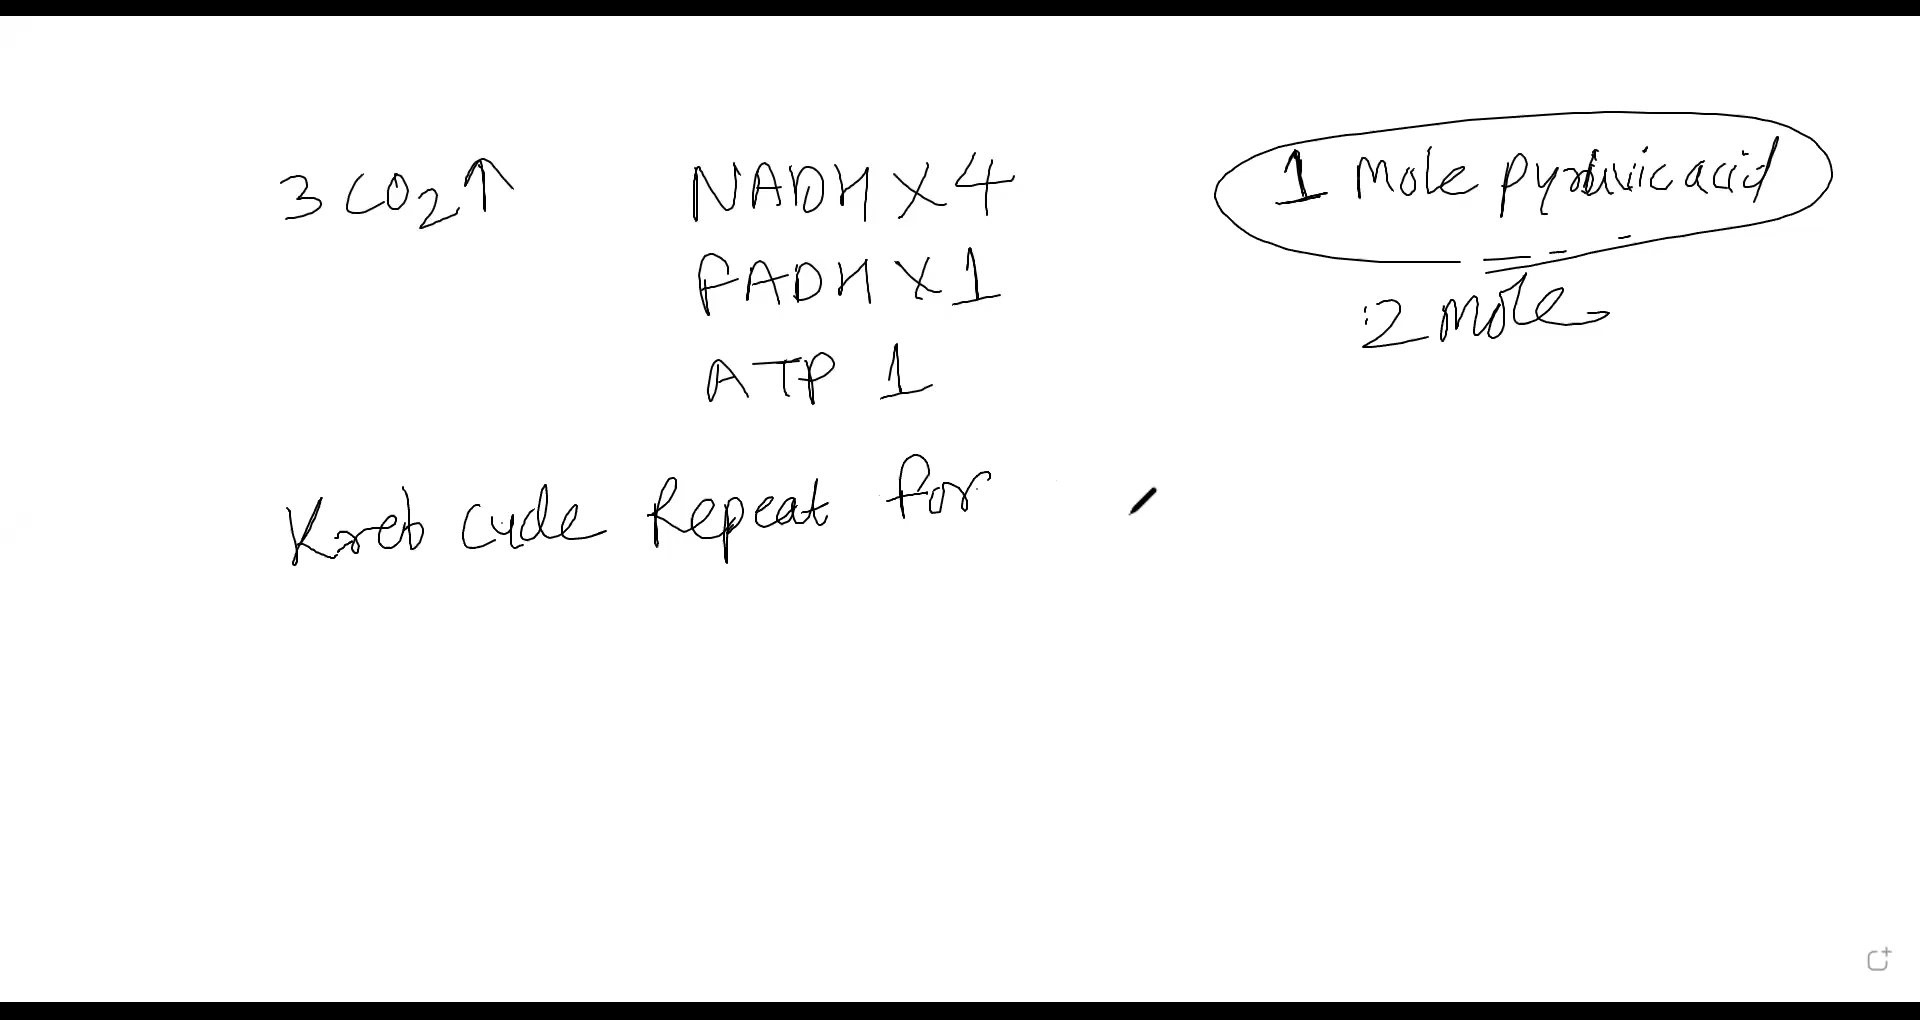 3 CO2↑ NADH X 4
FADH X 1
ATP 1
1 Mole pyruvic acid
2 mole
Kreb cycle Repeat for